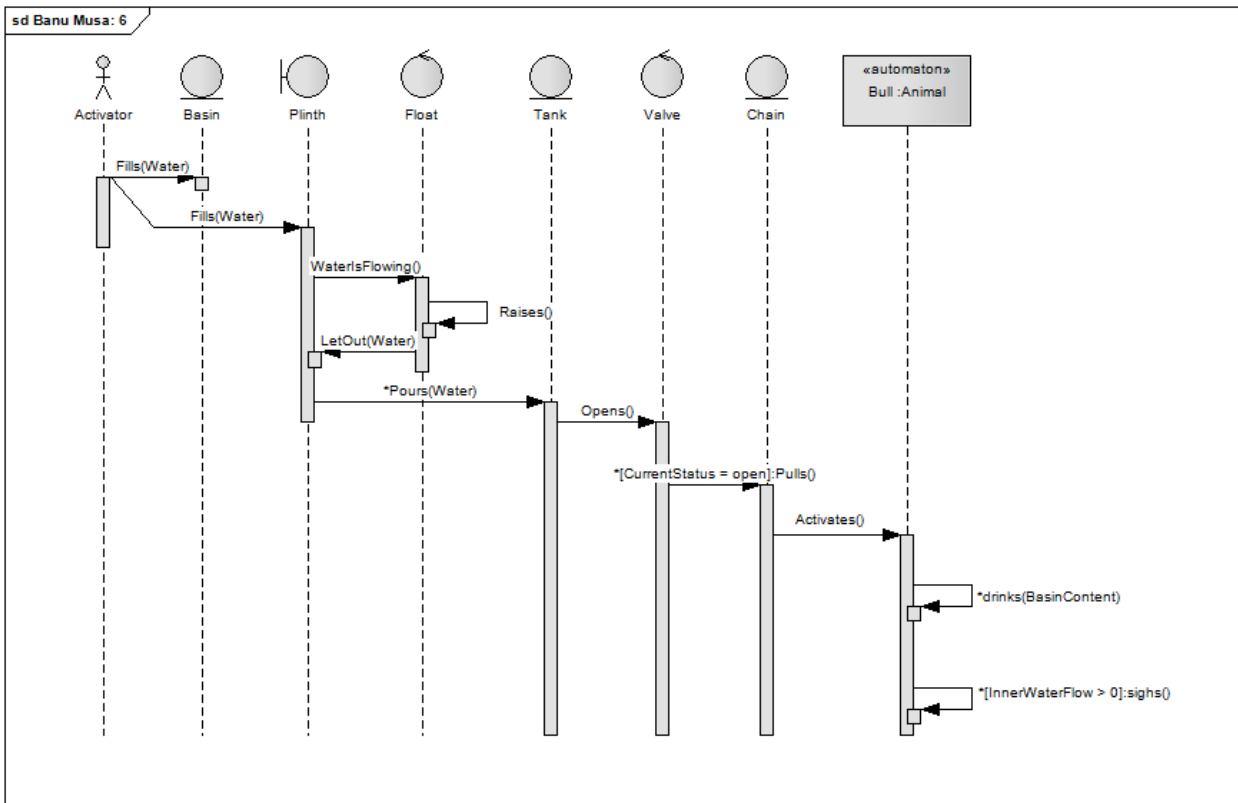 sd Banu Musa: 6
«automaton»
Bull :Animal
Activator
Basin
Plinth
Float
Tank
Valve
Chain
Fills(Water)
Fills(Water)
WaterIsFlowing()
Raises()
LetOut(Water)
*Pours(Water)
Opens()
*[CurrentStatus = open]:Pulls()
Activates()
*drinks(BasinContent)
*[InnerWaterFlow > 0]:sighs()